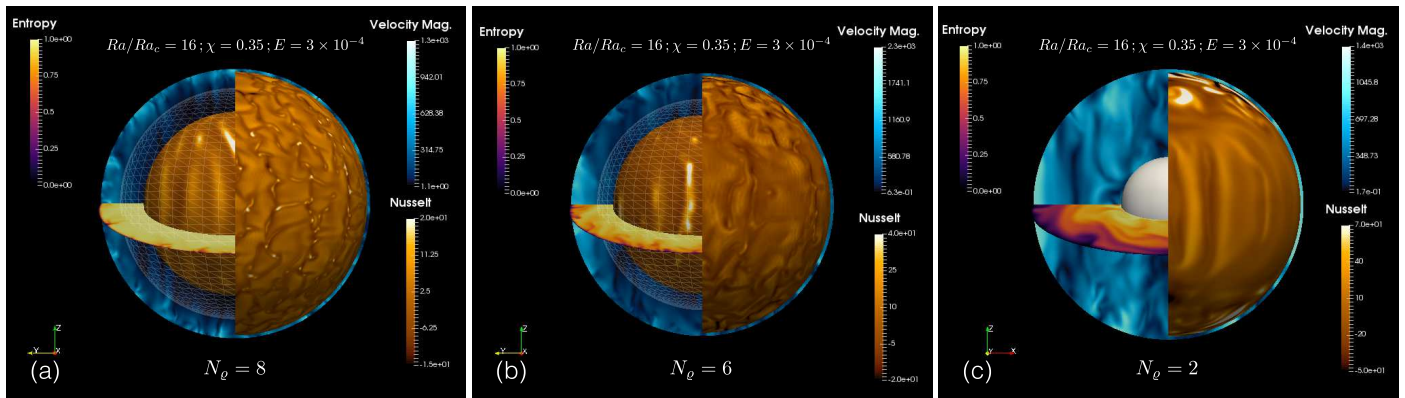 Entropy
1.0e+00
0.75
0.5
0.25
0.0e+00
Ra/Ra_c = 16 ; χ = 0.35 ; E = 3 × 10⁻⁴
Velocity Mag.
1.3e+03
942.01
628.38
314.75
1.1e+00
Nusselt
2.0e+01
11.25
2.5
-6.25
-1.5e+01
Z
Y
X
(a)
N_ϱ = 8
Entropy
1.0e+00
0.75
0.5
0.25
0.0e+00
Ra/Ra_c = 16 ; χ = 0.35 ; E = 3 × 10⁻⁴
Velocity Mag.
2.3e+03
1741.1
1160.9
580.78
6.3e-01
Nusselt
4.0e+01
25
10
-5
-2.0e+01
Z
Y
X
(b)
N_ϱ = 6
Entropy
1.0e+00
0.75
0.5
0.25
0.0e+00
Ra/Ra_c = 16 ; χ = 0.35 ; E = 3 × 10⁻⁴
Velocity Mag.
1.4e+03
1045.8
697.28
348.73
1.7e-01
Nusselt
7.0e+01
40
10
-20
-5.0e+01
Z
Y
X
(c)
N_ϱ = 2